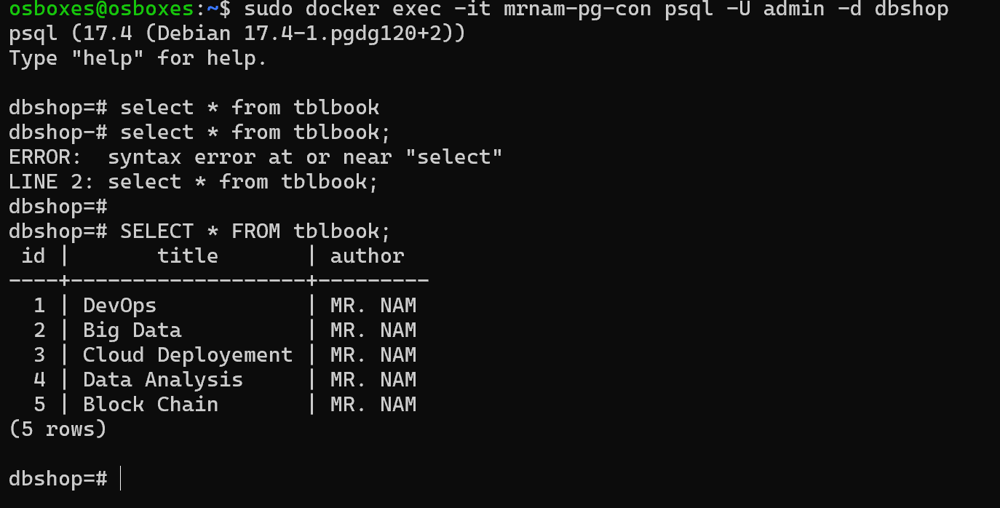 osboxes@osboxes:~$ sudo docker exec -it mrnam-pg-con psql -U admin -d dbshop
psql (17.4 (Debian 17.4-1.pgdg120+2))
Type "help" for help.

dbshop=# select * from tblbook
dbshop-# select * from tblbook;
ERROR:  syntax error at or near "select"
LINE 2: select * from tblbook;
dbshop=#
dbshop=# SELECT * FROM tblbook;
 id |       title       | author
----+-------------------+---------
  1 | DevOps            | MR. NAM
  2 | Big Data          | MR. NAM
  3 | Cloud Deployement | MR. NAM
  4 | Data Analysis     | MR. NAM
  5 | Block Chain       | MR. NAM
(5 rows)

dbshop=#